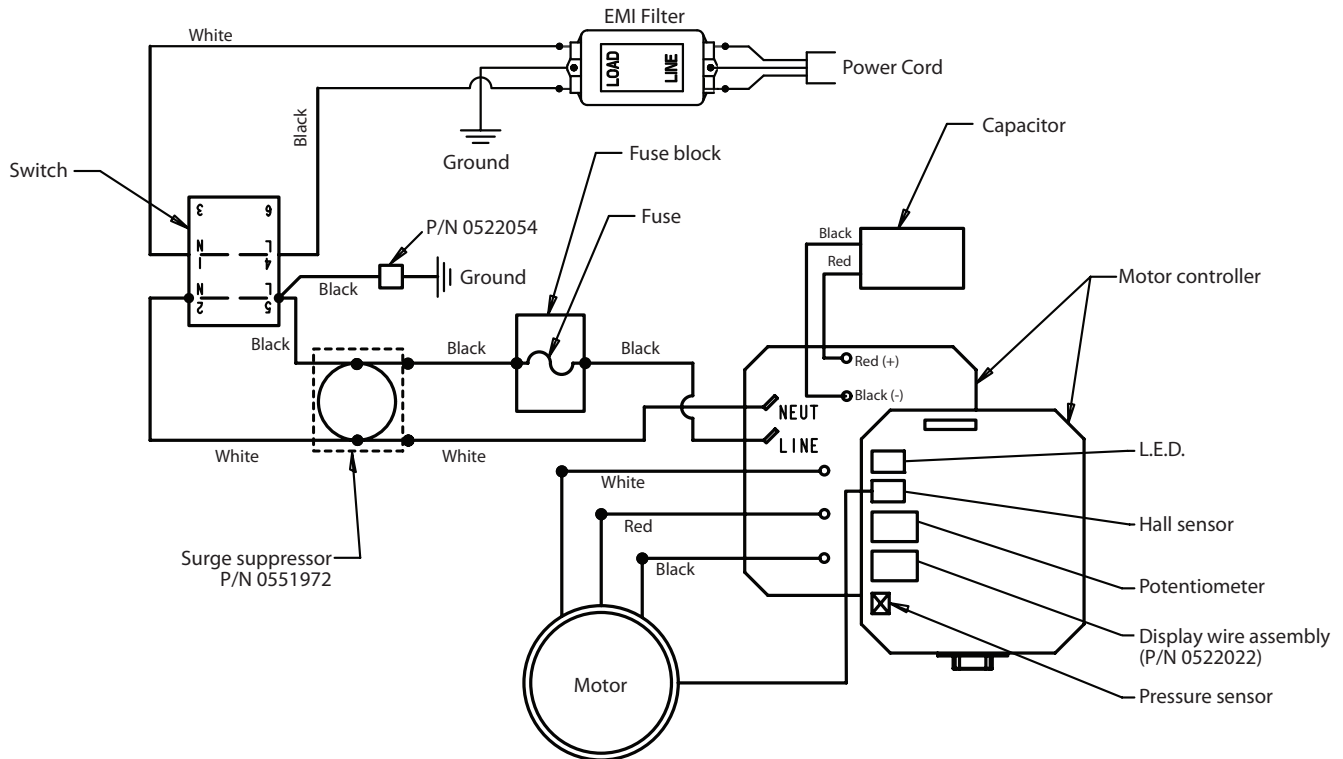 EMI Filter
White
LOAD
LINE
Power Cord
Black
Ground
Capacitor
Fuse block
Switch
Fuse
3
6
P/N 0522054
Black
Red
N
1
L
4
Ground
Black
Motor controller
N
2
L
5
Black
Black
Black
Red (+)
Black (-)
NEUT
LINE
White
White
L.E.D.
White
Red
Hall sensor
Surge suppressor
P/N 0551972
Black
Potentiometer
Display wire assembly
(P/N 0522022)
Motor
Pressure sensor